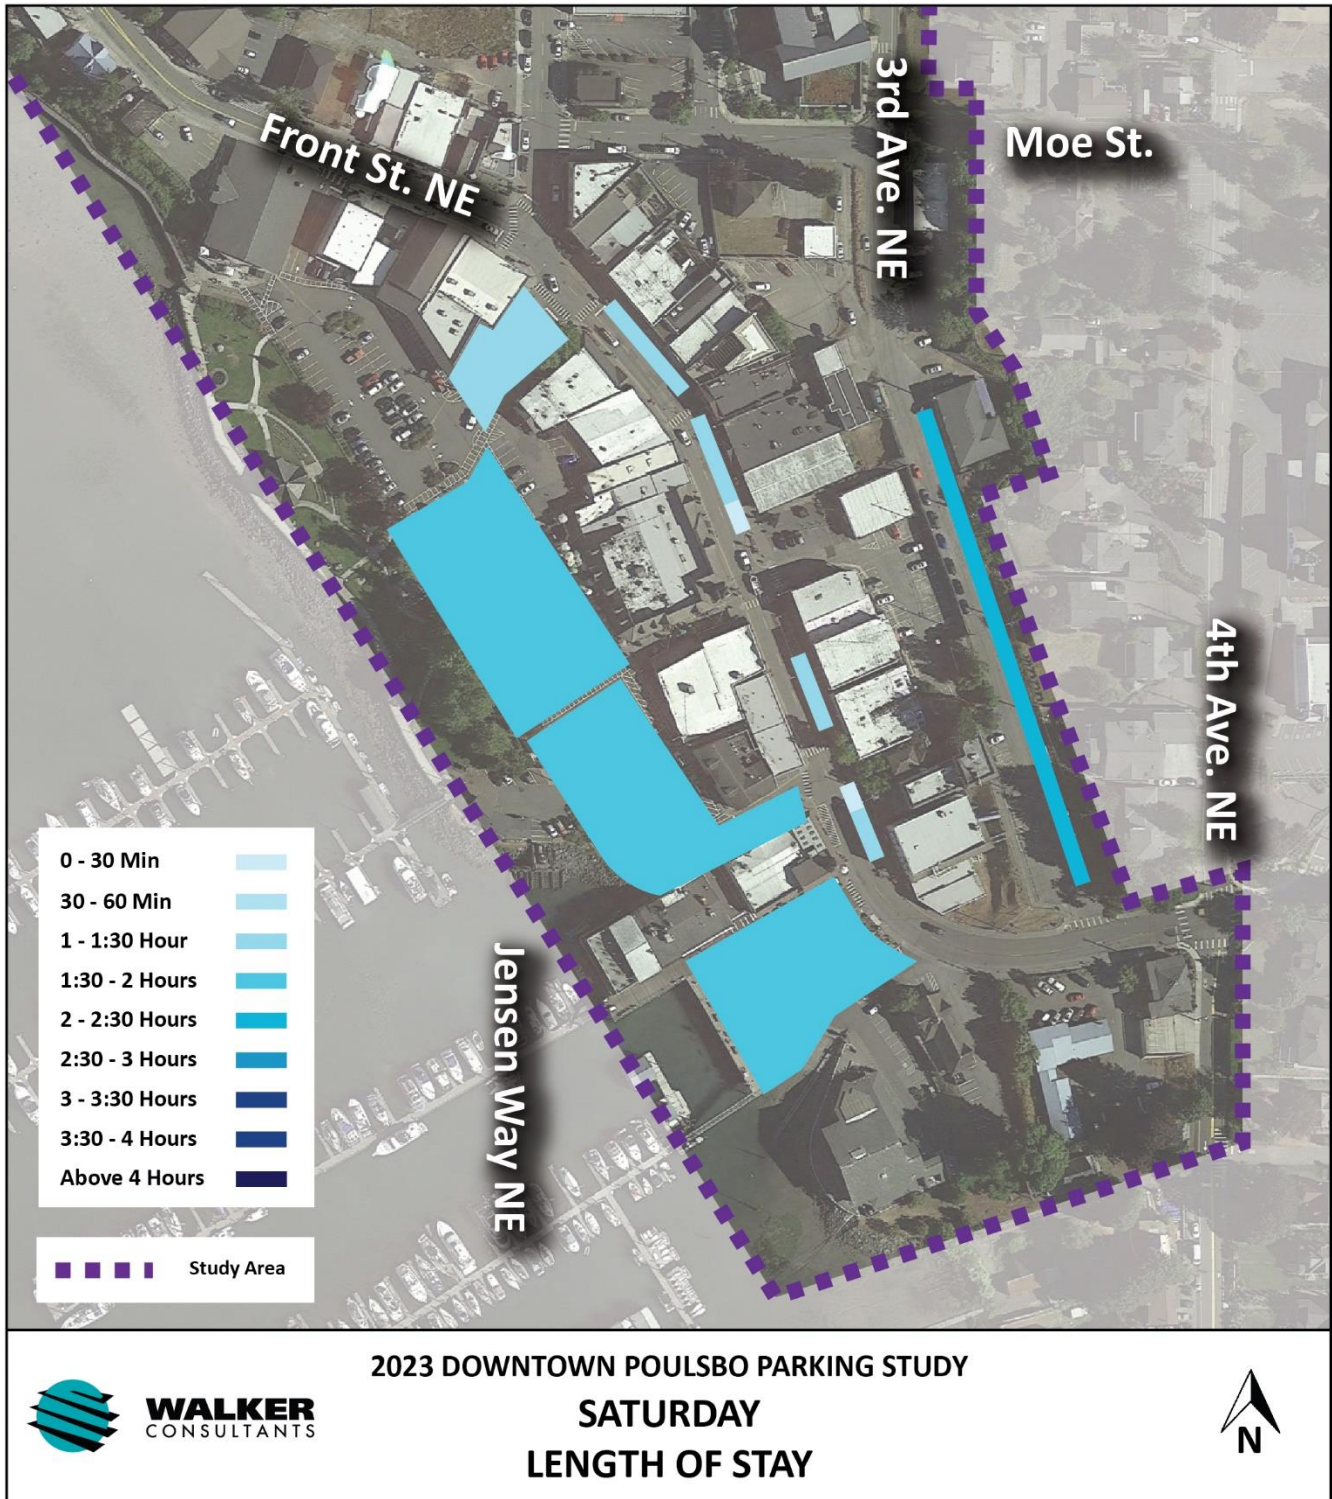 Front St. NE
3rd Ave. NE
Moe St.
4th Ave. NE
Jensen Way NE
0 - 30 Min
30 - 60 Min
1 - 1:30 Hour
1:30 - 2 Hours
2 - 2:30 Hours
2:30 - 3 Hours
3 - 3:30 Hours
3:30 - 4 Hours
Above 4 Hours
Study Area
WALKER
CONSULTANTS
2023 DOWNTOWN POULSBO PARKING STUDY
SATURDAY
LENGTH OF STAY
N